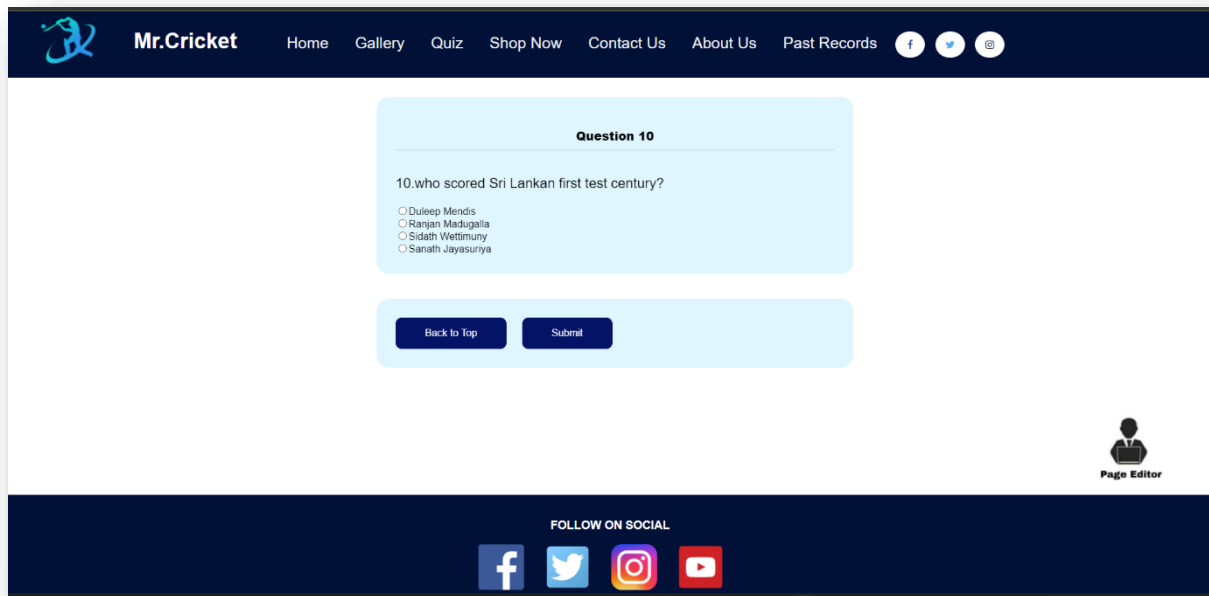 Mr.Cricket Home Gallery Quiz Shop Now Contact Us About Us Past Records
Question 10
10.who scored Sri Lankan first test century?
Duleep Mendis
Ranjan Madugalla
Sidath Wettimuny
Sanath Jayasuriya
Back to Top Submit
Page Editor
FOLLOW ON SOCIAL